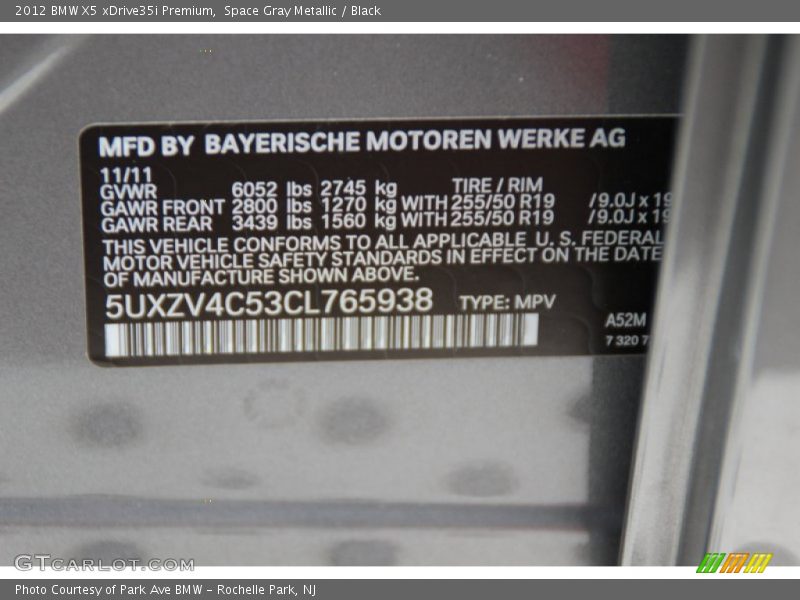 2012 BMW X5 xDrive35i Premium,  Space Gray Metallic / Black
MFD BY BAYERISCHE MOTOREN WERKE AG
11/11
GVWR 6052 lbs 2745 kg TIRE / RIM
GAWR FRONT 2800 lbs 1270 kg WITH 255/50 R19 /9.0J x 19
GAWR REAR 3439 lbs 1560 kg WITH 255/50 R19 /9.0J x 19
THIS VEHICLE CONFORMS TO ALL APPLICABLE U. S. FEDERAL
MOTOR VEHICLE SAFETY STANDARDS IN EFFECT ON THE DATE
OF MANUFACTURE SHOWN ABOVE.
5UXZV4C53CL765938 TYPE: MPV
A52M
7 320 7
GTCARLOT.COM
Photo Courtesy of Park Ave BMW - Rochelle Park, NJ